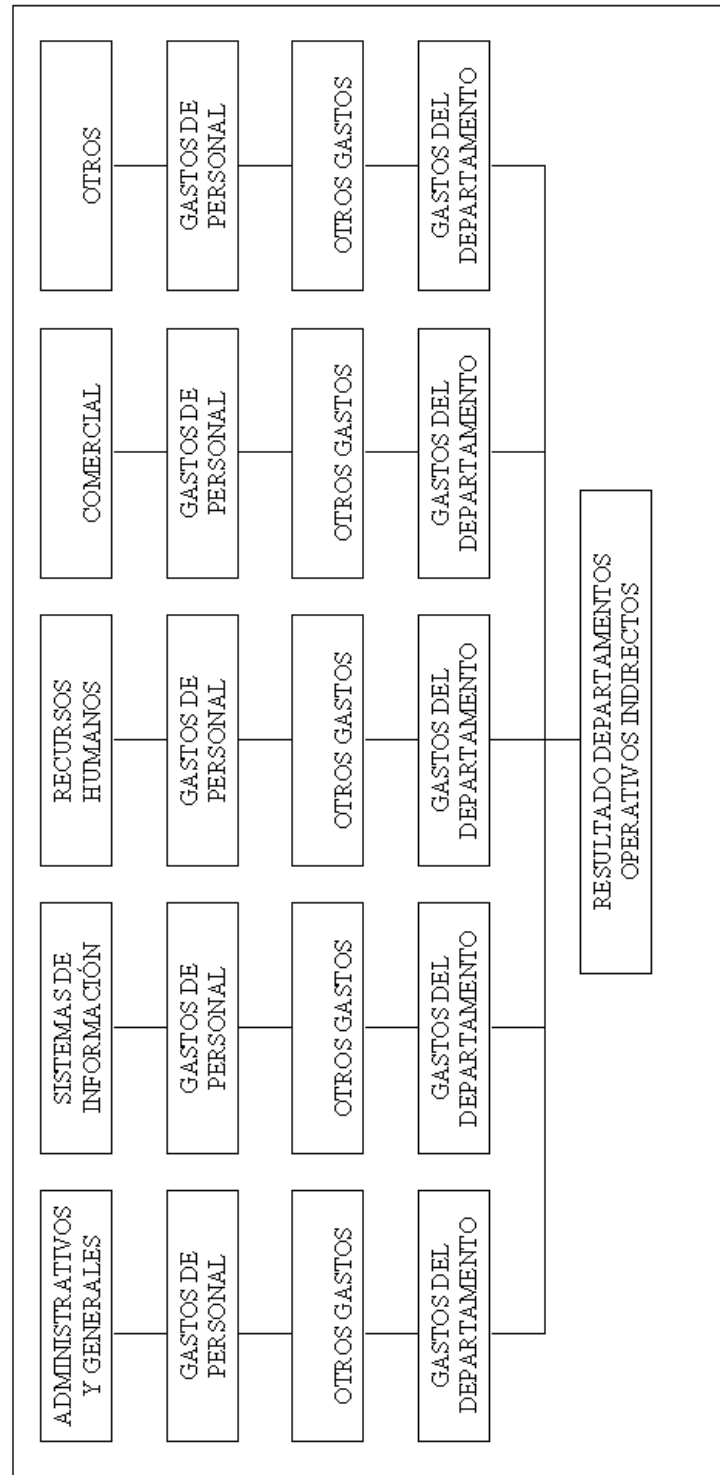 ADMINISTRATIVOS
Y GENERALES
SISTEMAS DE
INFORMACIÓN
RECURSOS
HUMANOS
COMERCIAL
OTROS
GASTOS DE
PERSONAL
GASTOS DE
PERSONAL
GASTOS DE
PERSONAL
GASTOS DE
PERSONAL
GASTOS DE
PERSONAL
OTROS GASTOS
OTROS GASTOS
OTROS GASTOS
OTROS GASTOS
OTROS GASTOS
GASTOS DEL
DEPARTAMENTO
GASTOS DEL
DEPARTAMENTO
GASTOS DEL
DEPARTAMENTO
GASTOS DEL
DEPARTAMENTO
GASTOS DEL
DEPARTAMENTO
RESULTADO DEPARTAMENTOS
OPERATIVOS INDIRECTOS